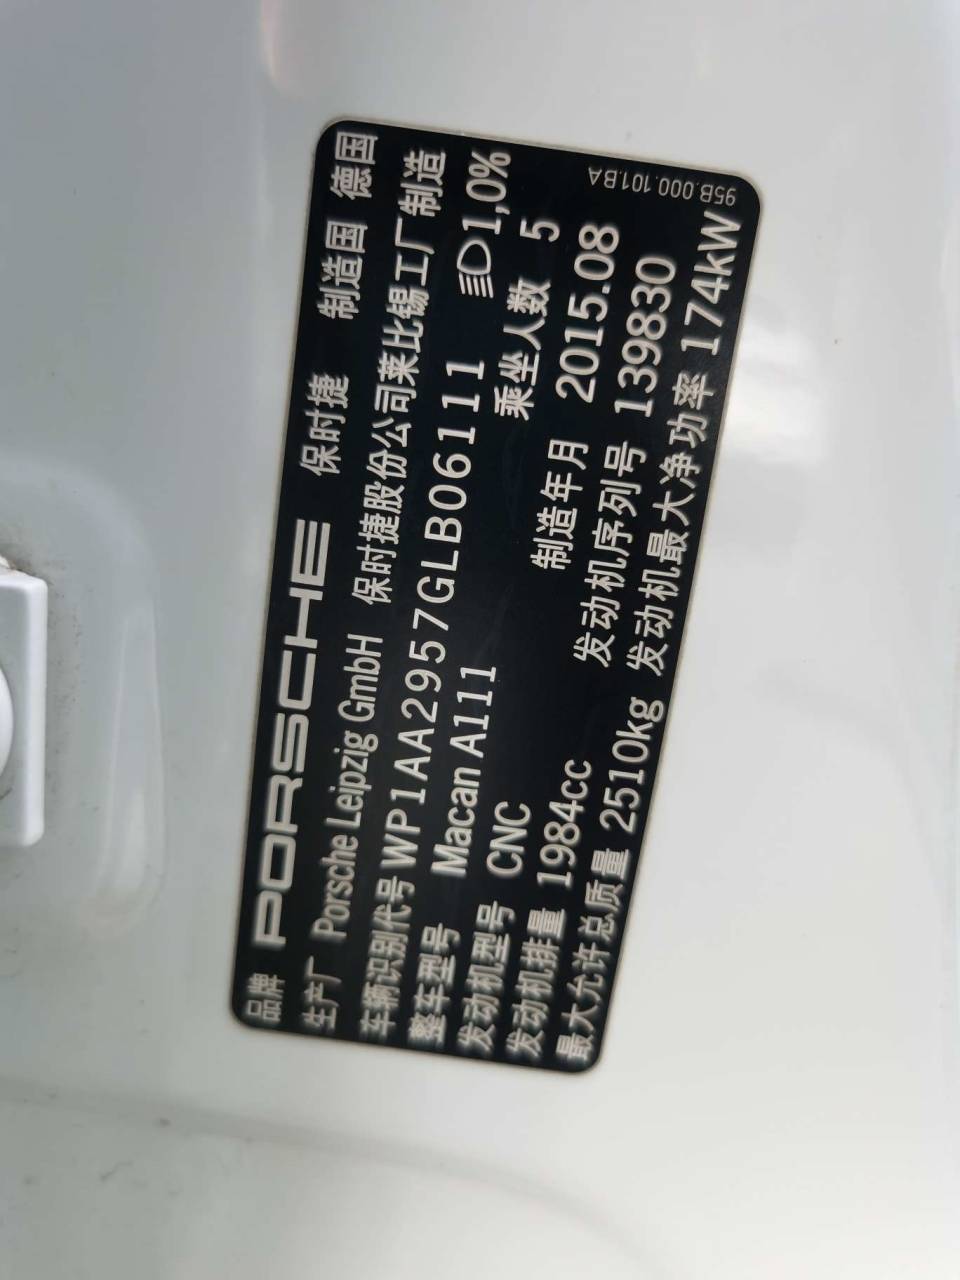 品牌 PORSCHE 保时捷 制造国 德国
生产厂 Porsche Leipzig GmbH 保时捷股份公司莱比锡工厂制造
车辆识别代号 WP1AA2957GLB06111 1,0%
整车型号 Macan A111 乘坐人数 5
发动机型号 CNC 制造年月 2015.08
发动机排量 1984cc 发动机序列号 139830
最大允许总质量 2510kg 发动机最大净功率 174kW
95B.000.101.BA